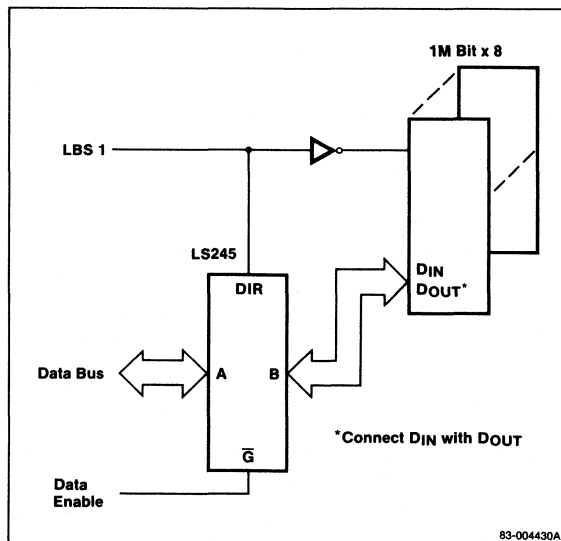 1M Bit x 8
LBS 1
LS245
DIR
DIN
DOUT*
Data Bus
A
B
*Connect DIN with DOUT
G̅
Data
Enable
83-004430A